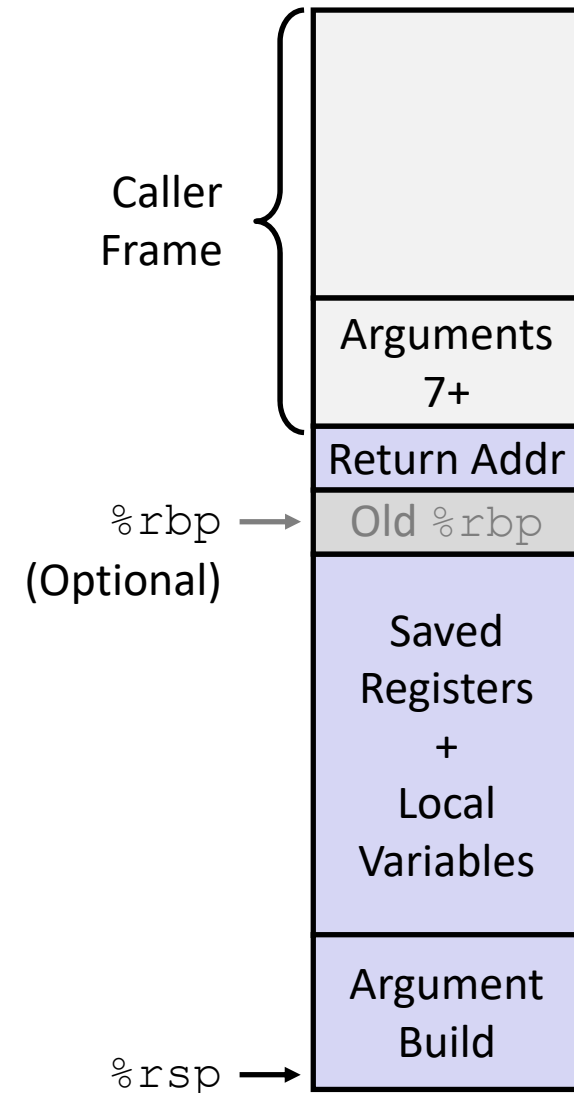 Caller
Frame
Arguments
7+
Return Addr
%rbp
(Optional)
Old %rbp
Saved
Registers
+
Local
Variables
Argument
Build
%rsp